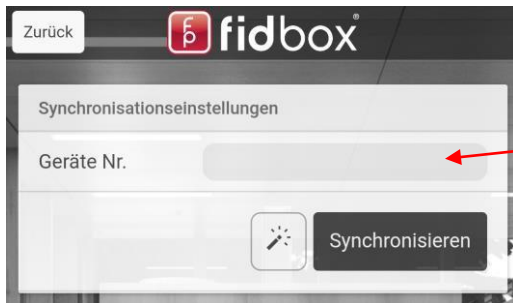 Zurück
fidbox®
Synchronisationseinstellungen
Geräte Nr.
Synchronisieren